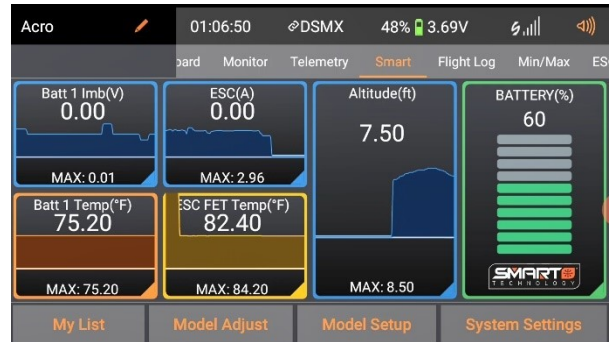 Acro 01:06:50 DSMX 48% 3.69V
oard Monitor Telemetry Smart Flight Log Min/Max ES
Batt 1 Imb(V)
0.00
MAX: 0.01
ESC(A)
0.00
MAX: 2.96
Altitude(ft)
7.50
MAX: 8.50
BATTERY(%)
60
SMART
TECHNOLOGY
Batt 1 Temp(°F)
75.20
MAX: 75.20
ESC FET Temp(°F)
82.40
MAX: 84.20
My List Model Adjust Model Setup System Settings